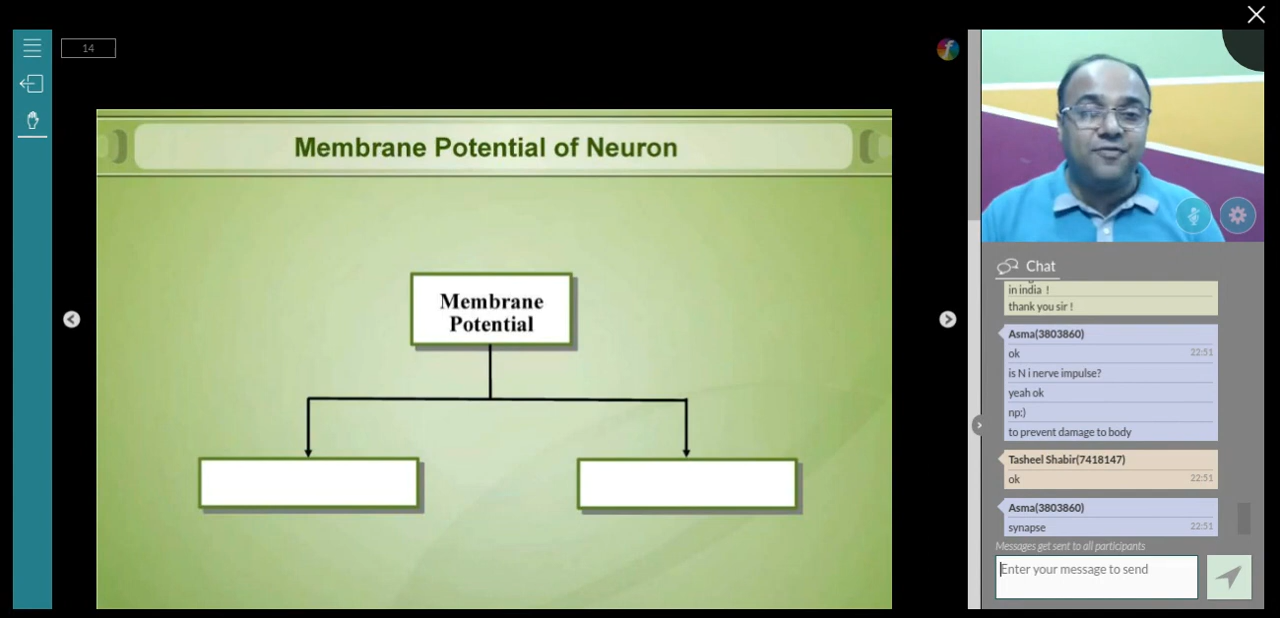 14
Membrane Potential of Neuron
Membrane
Potential
Chat
in india !
thank you sir !
Asma(3803860)
ok 22:51
is N i nerve impulse?
yeah ok
np:)
to prevent damage to body
Tasheel Shabir(7418147)
ok 22:51
Asma(3803860)
synapse 22:51
Messages get sent to all participants
Enter your message to send